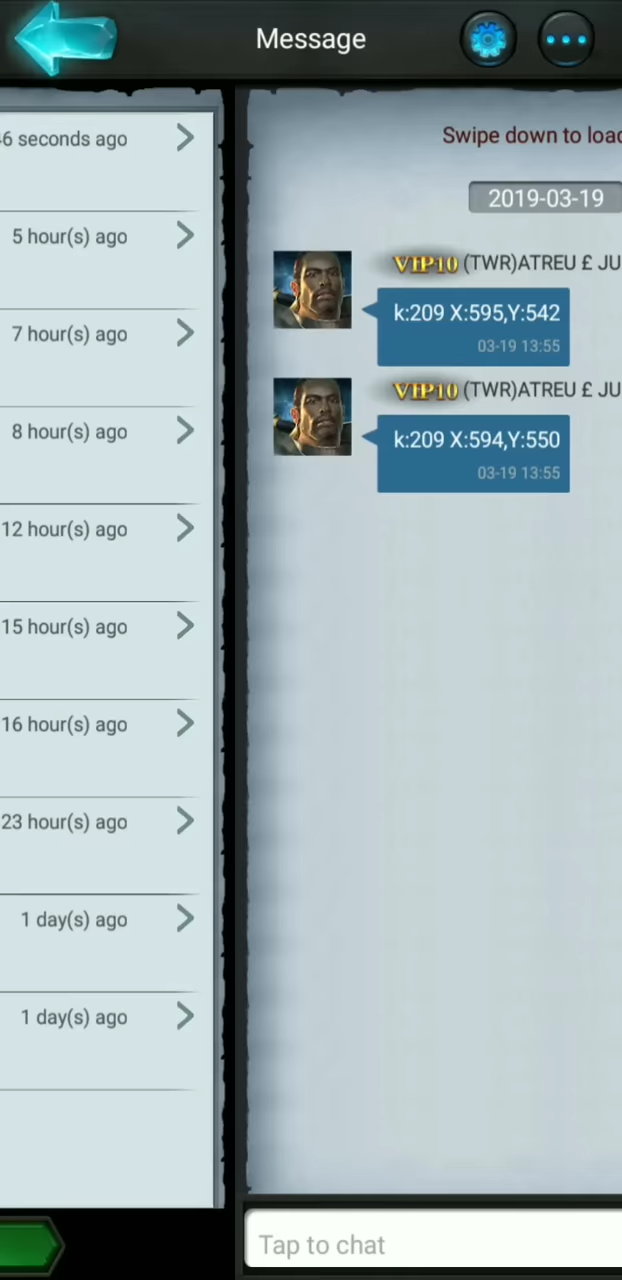 Message
46 seconds ago
5 hour(s) ago
7 hour(s) ago
8 hour(s) ago
12 hour(s) ago
15 hour(s) ago
16 hour(s) ago
23 hour(s) ago
1 day(s) ago
1 day(s) ago
Swipe down to load
2019-03-19
VIP10 (TWR)ATREU £ JU
k:209 X:595,Y:542
03-19 13:55
VIP10 (TWR)ATREU £ JU
k:209 X:594,Y:550
03-19 13:55
Tap to chat